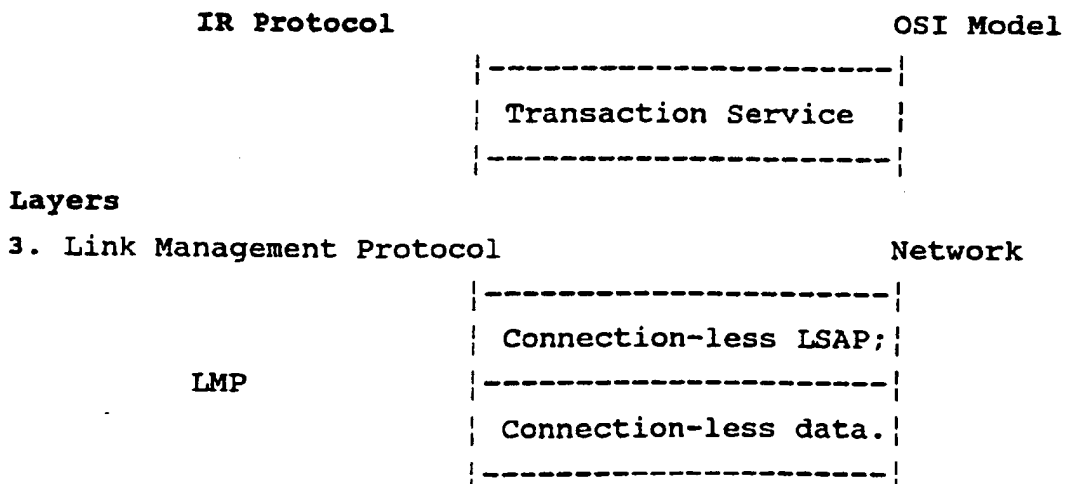 IR Protocol OSI Model
Transaction Service
Layers
3. Link Management Protocol Network
Connection-less LSAP;
LMP
Connection-less data.